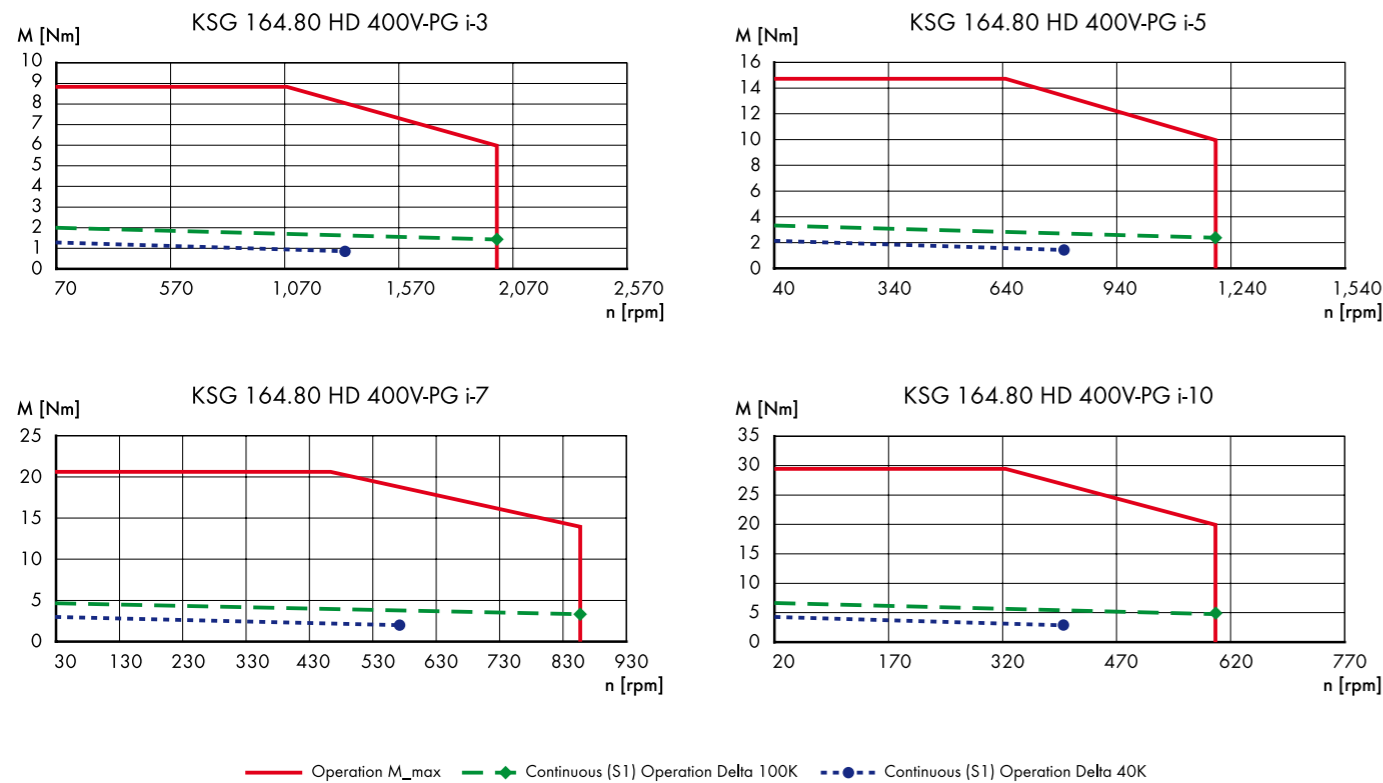 KSG 164.80 HD 400V-PG i-3
M [Nm]
10
9
8
7
6
5
4
3
2
1
0
70 570 1,070 1,570 2,070 2,570
n [rpm]
KSG 164.80 HD 400V-PG i-5
M [Nm]
16
14
12
10
8
6
4
2
0
40 340 640 940 1,240 1,540
n [rpm]
KSG 164.80 HD 400V-PG i-7
M [Nm]
25
20
15
10
5
0
30 130 230 330 430 530 630 730 830 930
n [rpm]
KSG 164.80 HD 400V-PG i-10
M [Nm]
35
30
25
20
15
10
5
0
20 170 320 470 620 770
n [rpm]
Operation M_max Continuous (S1) Operation Delta 100K Continuous (S1) Operation Delta 40K